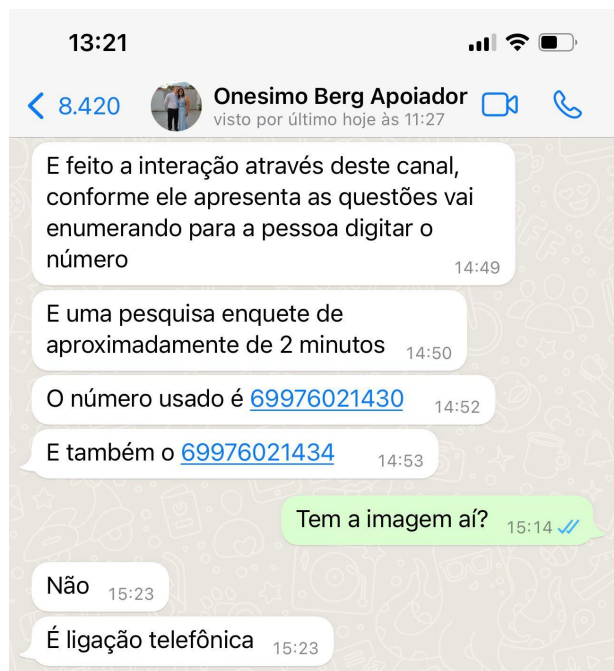 13:21
8.420
Onesimo Berg Apoiador
visto por último hoje às 11:27
E feito a interação através deste canal,
conforme ele apresenta as questões vai
enumerando para a pessoa digitar o
número
14:49
E uma pesquisa enquete de
aproximadamente de 2 minutos 14:50
O número usado é 69976021430 14:52
E também o 69976021434 14:53
Tem a imagem aí? 15:14
Não 15:23
É ligação telefônica 15:23